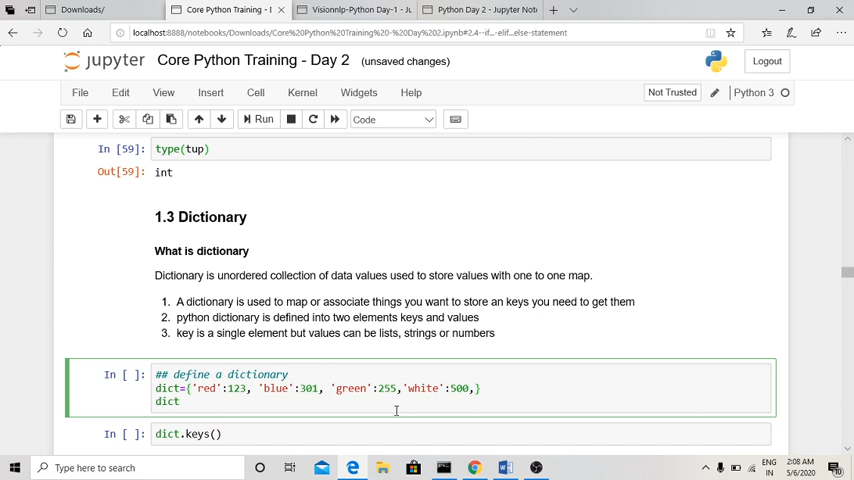 Downloads/
Core Python Training - D
Visionnlp-Python Day-1 - Ju
Python Day 2 - Jupyter Note
localhost:8888/notebooks/Downloads/Core%20Python%20Training%20-%20Day%202.ipynb#2.4--if...-elif...else-statement
jupyter Core Python Training - Day 2 (unsaved changes)
Logout
File Edit View Insert Cell Kernel Widgets Help
Not Trusted Python 3
Run Code
In [59]: type(tup)
Out[59]: int
1.3 Dictionary
What is dictionary
Dictionary is unordered collection of data values used to store values with one to one map.
1. A dictionary is used to map or associate things you want to store an keys you need to get them
2. python dictionary is defined into two elements keys and values
3. key is a single element but values can be lists, strings or numbers
In [ ]: ## define a dictionary
dict={'red':123, 'blue':301, 'green':255,'white':500,}
dict
In [ ]: dict.keys()
Type here to search
ENG
IN
2:08 AM
5/6/2020